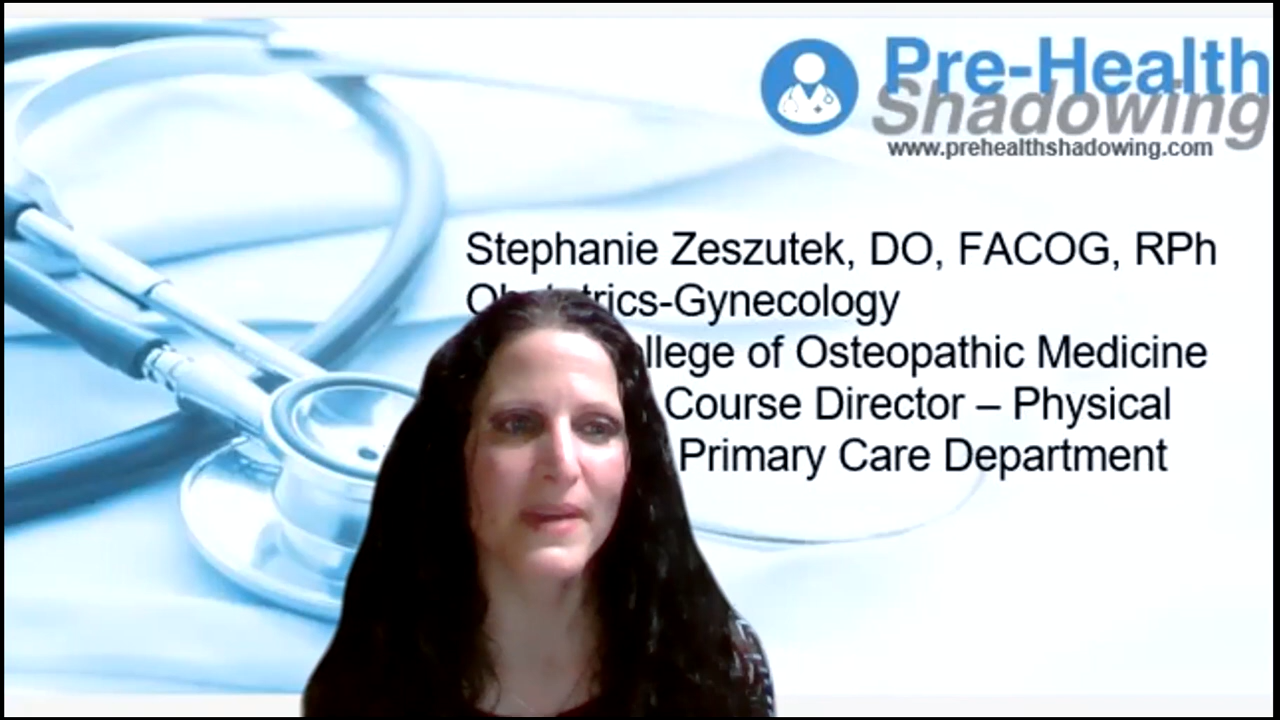 Pre-Health
Shadowing
www.prehealthshadowing.com
Stephanie Zeszutek, DO, FACOG, RPh
Obstetrics-Gynecology
of Osteopathic Medicine
Course Director – Physical
Primary Care Department